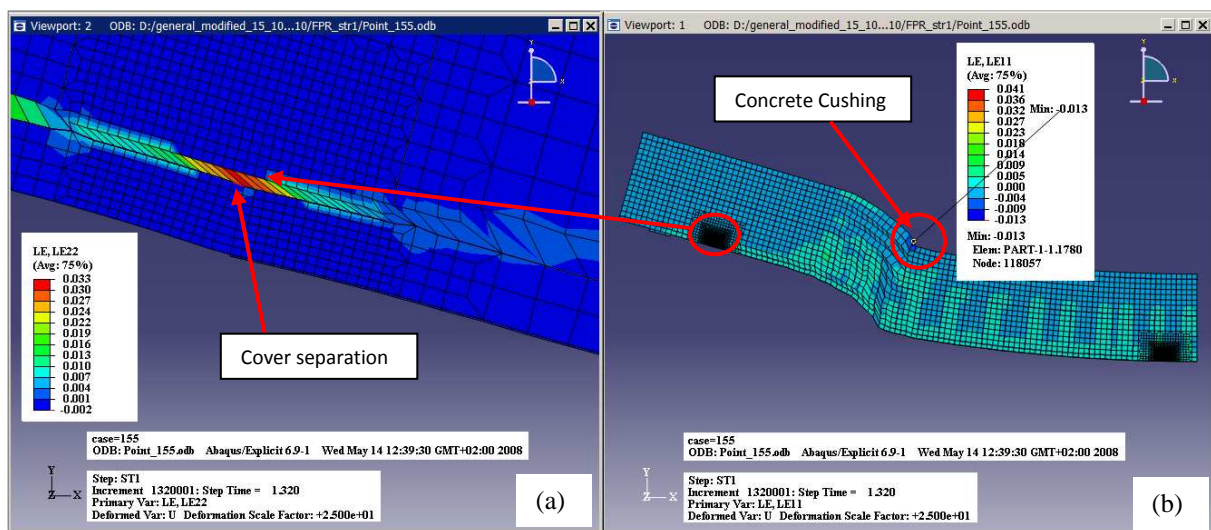 Viewport: 2 ODB: D:/general_modified_15_10...10/FPR_str1/Point_155.odb
Y
X
LE, LE22
(Avg: 75%)
0.033
0.030
0.027
0.024
0.022
0.019
0.016
0.013
0.010
0.007
0.004
0.001
-0.002
Cover separation
case=155
ODB: Point_155.odb Abaqus/Explicit 6.9-1 Wed May 14 12:39:30 GMT+02:00 2008
Y
Z X
Step: ST1
Increment 1320001: Step Time = 1.320
Primary Var: LE, LE22
Deformed Var: U Deformation Scale Factor: +2.500e+01
(a)
Viewport: 1 ODB: D:/general_modified_15_10...10/FPR_str1/Point_155.odb
Concrete Cushing
LE, LE11
(Avg: 75%)
0.041
0.036
0.032
0.027
0.023
0.018
0.014
0.009
0.005
0.000
-0.004
-0.009
-0.013
Min: -0.013
Min: -0.013
Elem: PART-1-1.1780
Node: 118057
Y
X
case=155
ODB: Point_155.odb Abaqus/Explicit 6.9-1 Wed May 14 12:39:30 GMT+02:00 2008
Y
Z X
Step: ST1
Increment 1320001: Step Time = 1.320
Primary Var: LE, LE11
Deformed Var: U Deformation Scale Factor: +2.500e+01
(b)